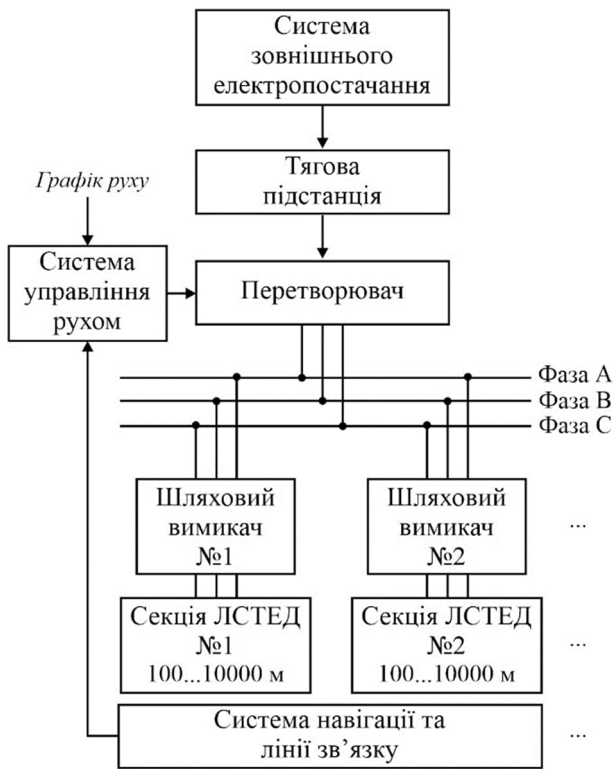 Система
зовнішнього
електропостачання
Тягова
підстанція
Графік руху
Система
управління
рухом
Перетворювач
Фаза А
Фаза В
Фаза С
Шляховий
вимикач
№1
Шляховий
вимикач
№2
...
Секція ЛСТЕД
№1
100...10000 м
Секція ЛСТЕД
№2
100...10000 м
...
Система навігації та
лінії зв’язку
...